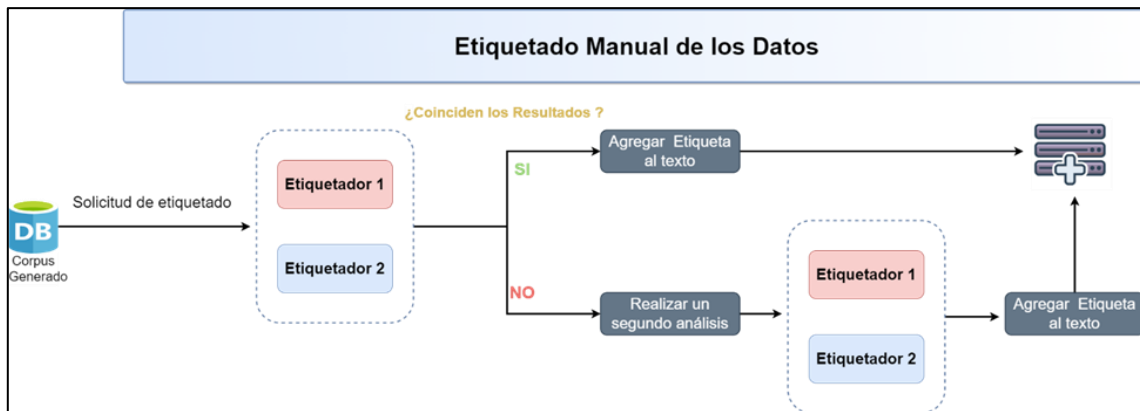 Etiquetado Manual de los Datos
¿Coinciden los Resultados ?
Solicitud de etiquetado
DB
Corpus
Generado
Etiquetador 1
Etiquetador 2
SI
Agregar Etiqueta
al texto
NO
Realizar un
segundo análisis
Etiquetador 1
Etiquetador 2
Agregar Etiqueta
al texto